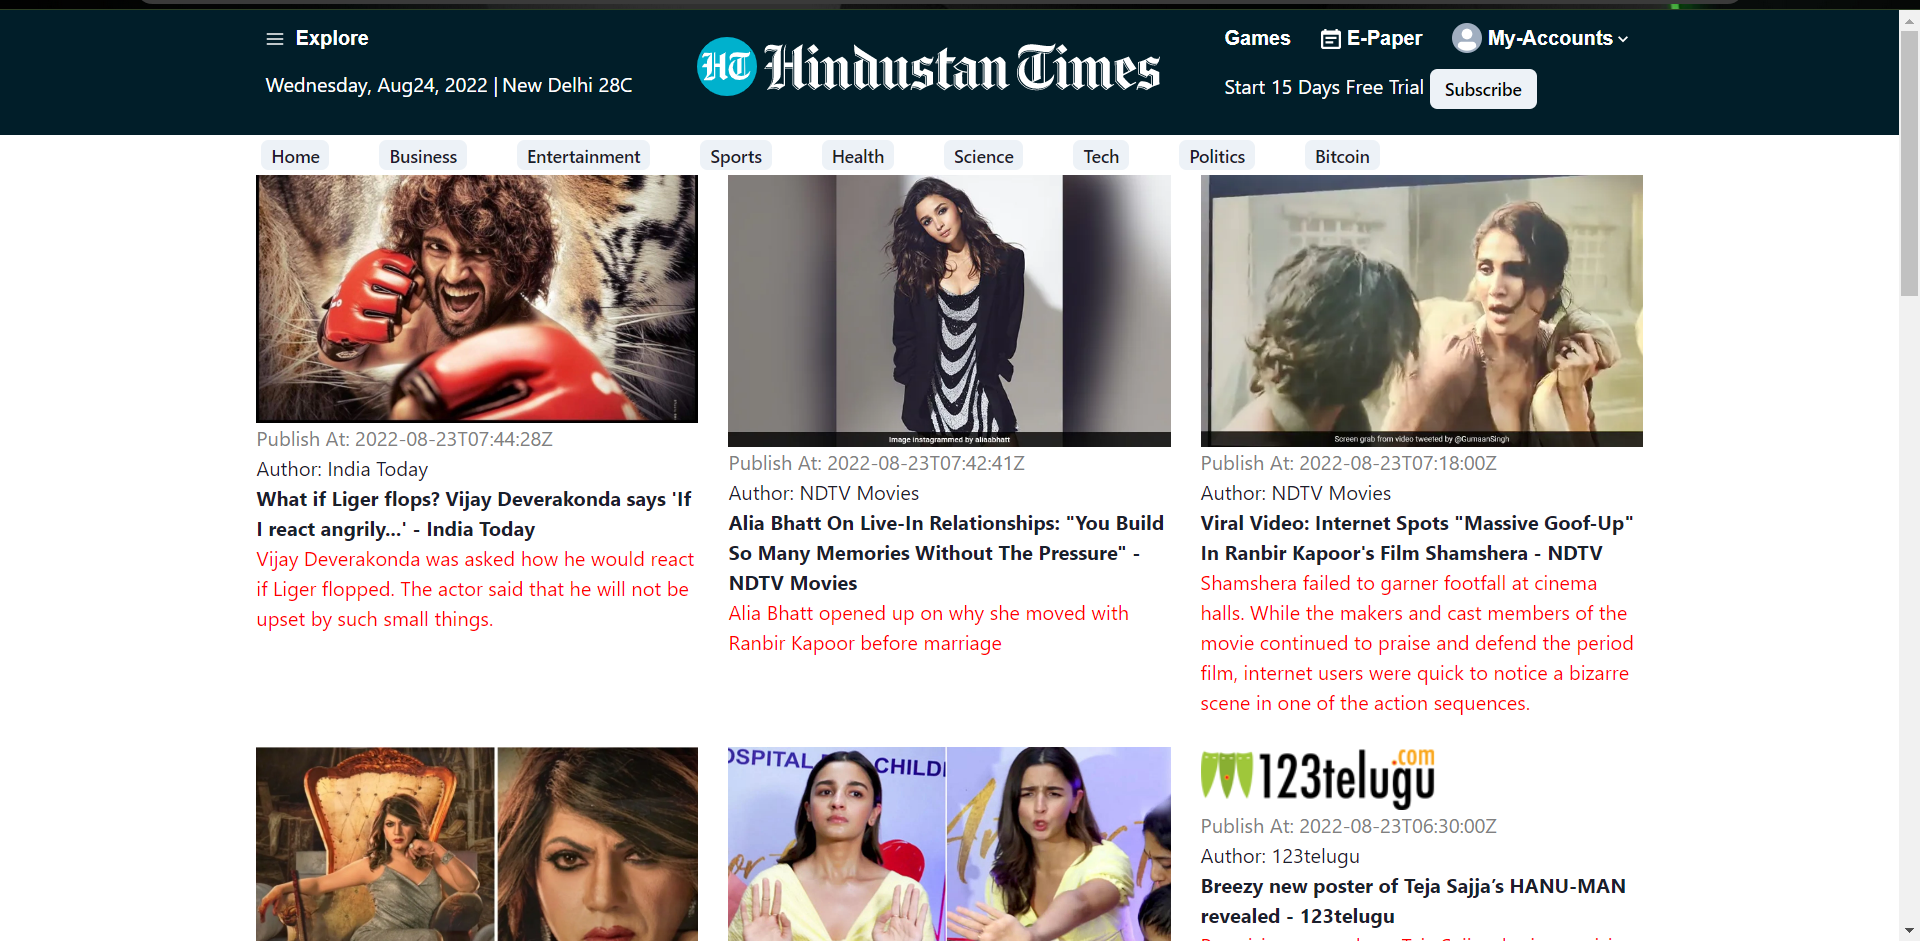 Explore
Wednesday, Aug24, 2022 | New Delhi 28C
HT Hindustan Times
Games E-Paper My-Accounts
Start 15 Days Free Trial Subscribe
Home Business Entertainment Sports Health Science Tech Politics Bitcoin
Publish At: 2022-08-23T07:44:28Z
Author: India Today
What if Liger flops? Vijay Deverakonda says 'If
I react angrily...' - India Today
Vijay Deverakonda was asked how he would react
if Liger flopped. The actor said that he will not be
upset by such small things.
Image instagrammed by aliaabhatt
Publish At: 2022-08-23T07:42:41Z
Author: NDTV Movies
Alia Bhatt On Live-In Relationships: "You Build
So Many Memories Without The Pressure" -
NDTV Movies
Alia Bhatt opened up on why she moved with
Ranbir Kapoor before marriage
Screen grab from video tweeted by @GumaanSingh
Publish At: 2022-08-23T07:18:00Z
Author: NDTV Movies
Viral Video: Internet Spots "Massive Goof-Up"
In Ranbir Kapoor's Film Shamshera - NDTV
Shamshera failed to garner footfall at cinema
halls. While the makers and cast members of the
movie continued to praise and defend the period
film, internet users were quick to notice a bizarre
scene in one of the action sequences.
OSPITAL CHILD
123telugu.com
Publish At: 2022-08-23T06:30:00Z
Author: 123telugu
Breezy new poster of Teja Sajja’s HANU-MAN
revealed - 123telugu